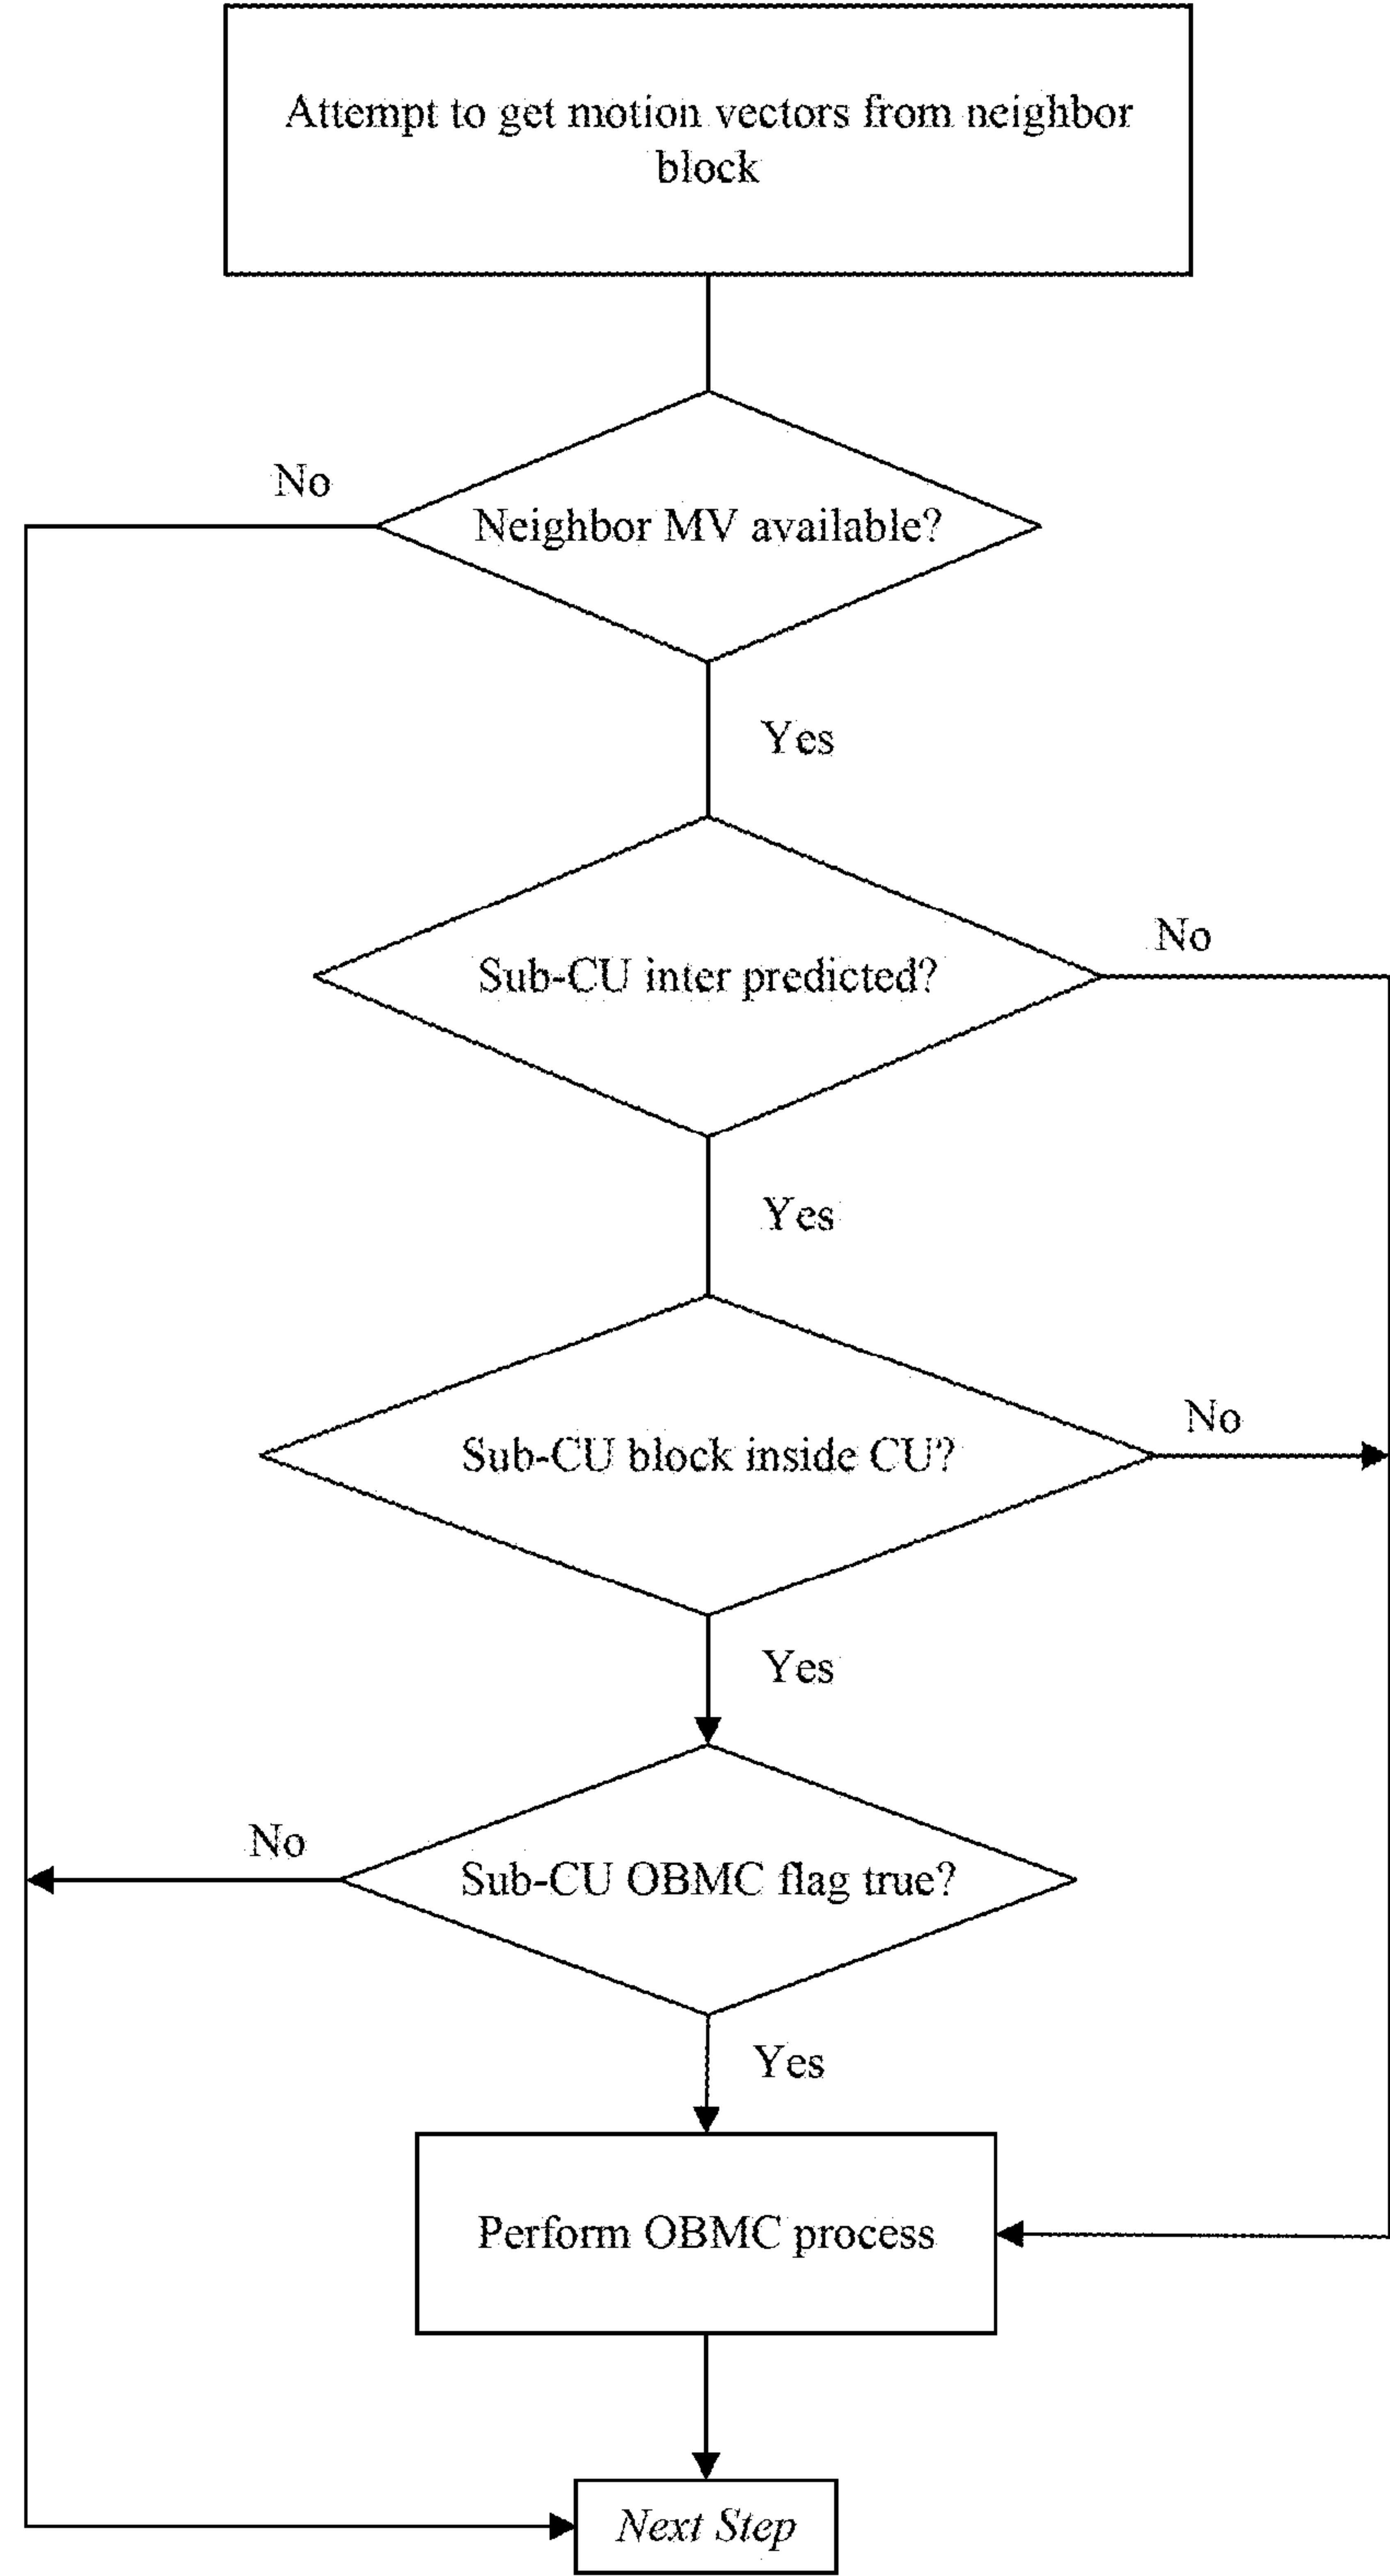 Attempt to get motion vectors from neighbor
block
No
Neighbor MV available?
Yes
No
Sub-CU inter predicted?
Yes
No
Sub-CU block inside CU?
Yes
No
Sub-CU OBMC flag true?
Yes
Perform OBMC process
Next Step